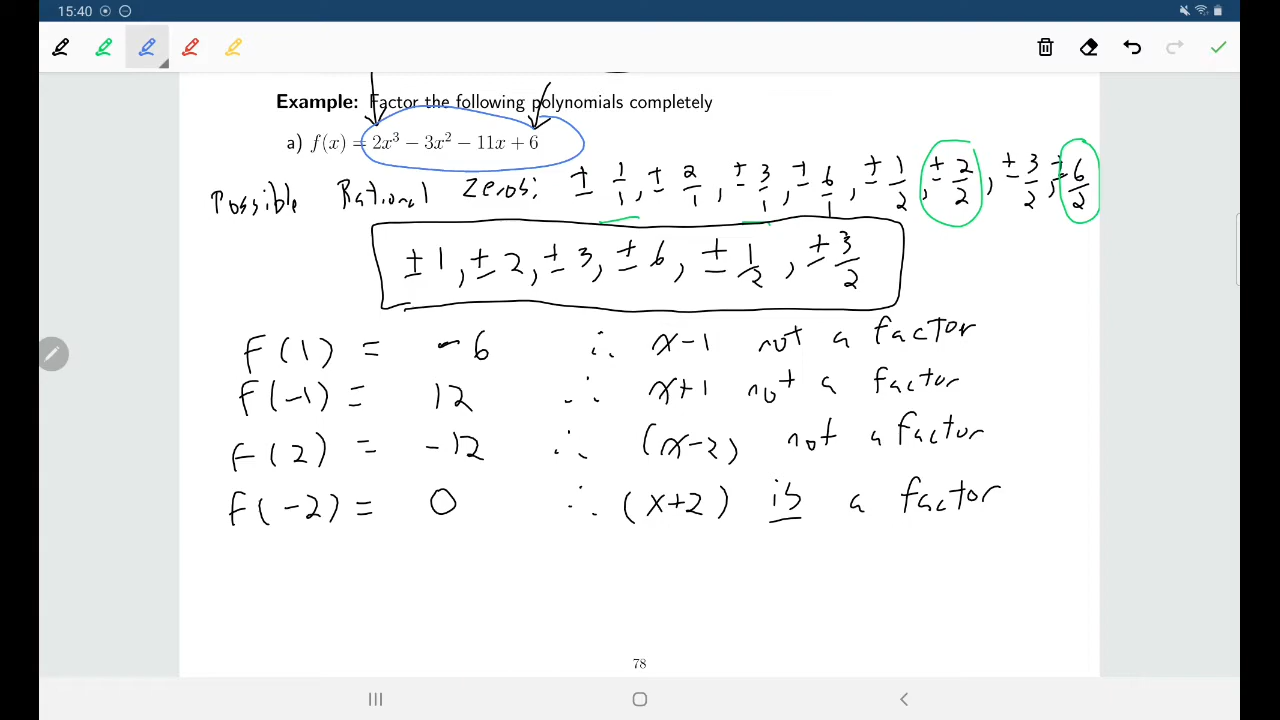 15:40
Example: Factor the following polynomials completely
a) f(x) = 2x³ − 3x² − 11x + 6
Possible Rational Zeros: ± 1/1, ± 2/1, ± 3/1, ± 6/1, ± 1/2, ± 2/2, ± 3/2, ± 6/2
± 1, ± 2, ± 3, ± 6, ± 1/2, ± 3/2
F(1) = -6 ∴ x-1 not a factor
F(-1) = 12 ∴ x+1 not a factor
F(2) = -12 ∴ (x-2) not a factor
F(-2) = 0 ∴ (x+2) is a factor
78